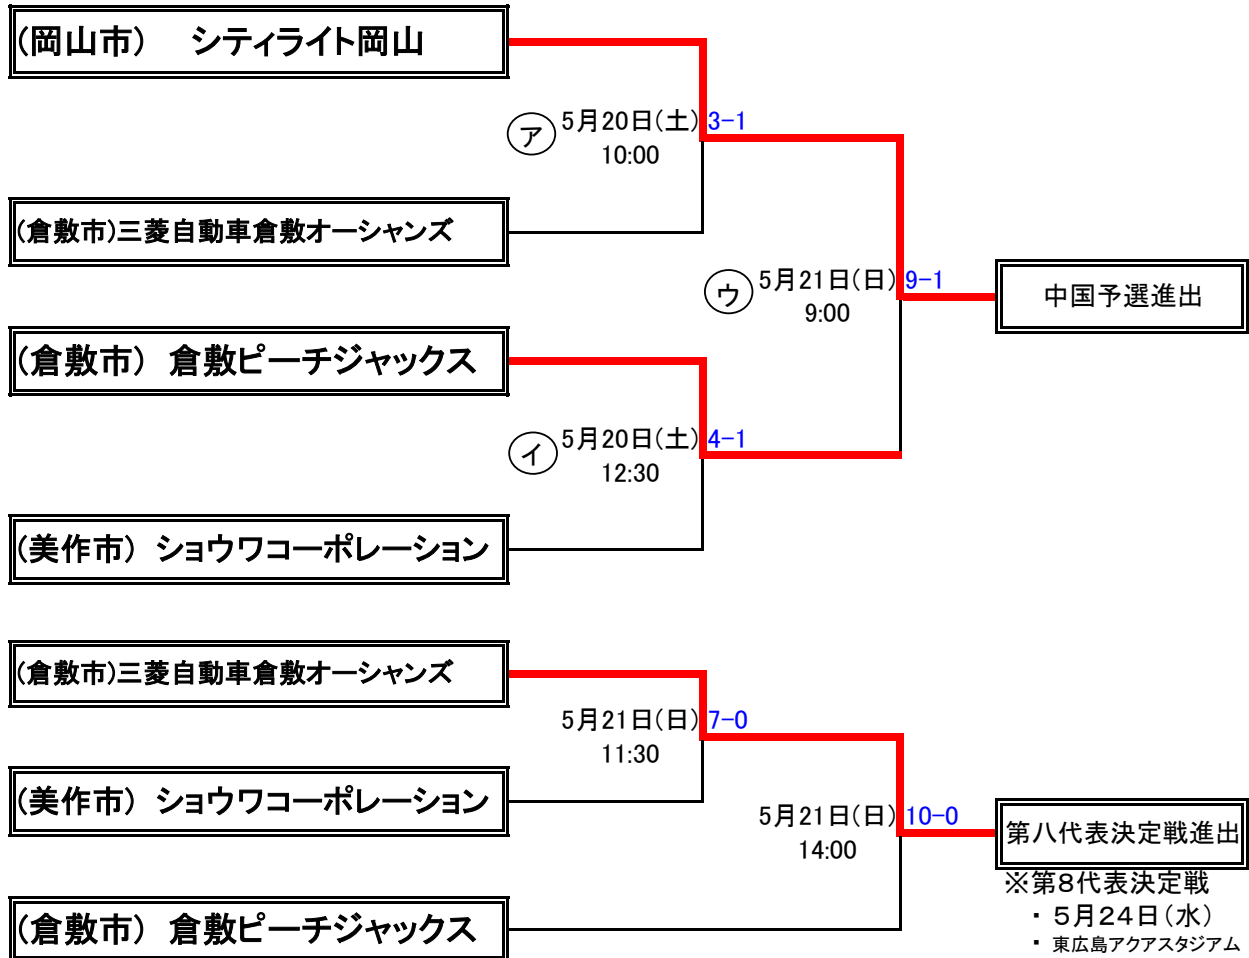 (岡山市)　シティライト岡山
ア
5月20日(土)
3-1
10:00
(倉敷市)三菱自動車倉敷オーシャンズ
ウ
5月21日(日)
9-1
9:00
中国予選進出
(倉敷市) 倉敷ピーチジャックス
イ
5月20日(土)
4-1
12:30
(美作市) ショウワコーポレーション
(倉敷市)三菱自動車倉敷オーシャンズ
5月21日(日)
7-0
11:30
(美作市) ショウワコーポレーション
5月21日(日)
10-0
14:00
第八代表決定戦進出
※第8代表決定戦
・ 5月24日(水)
・ 東広島アクアスタジアム
(倉敷市) 倉敷ピーチジャックス